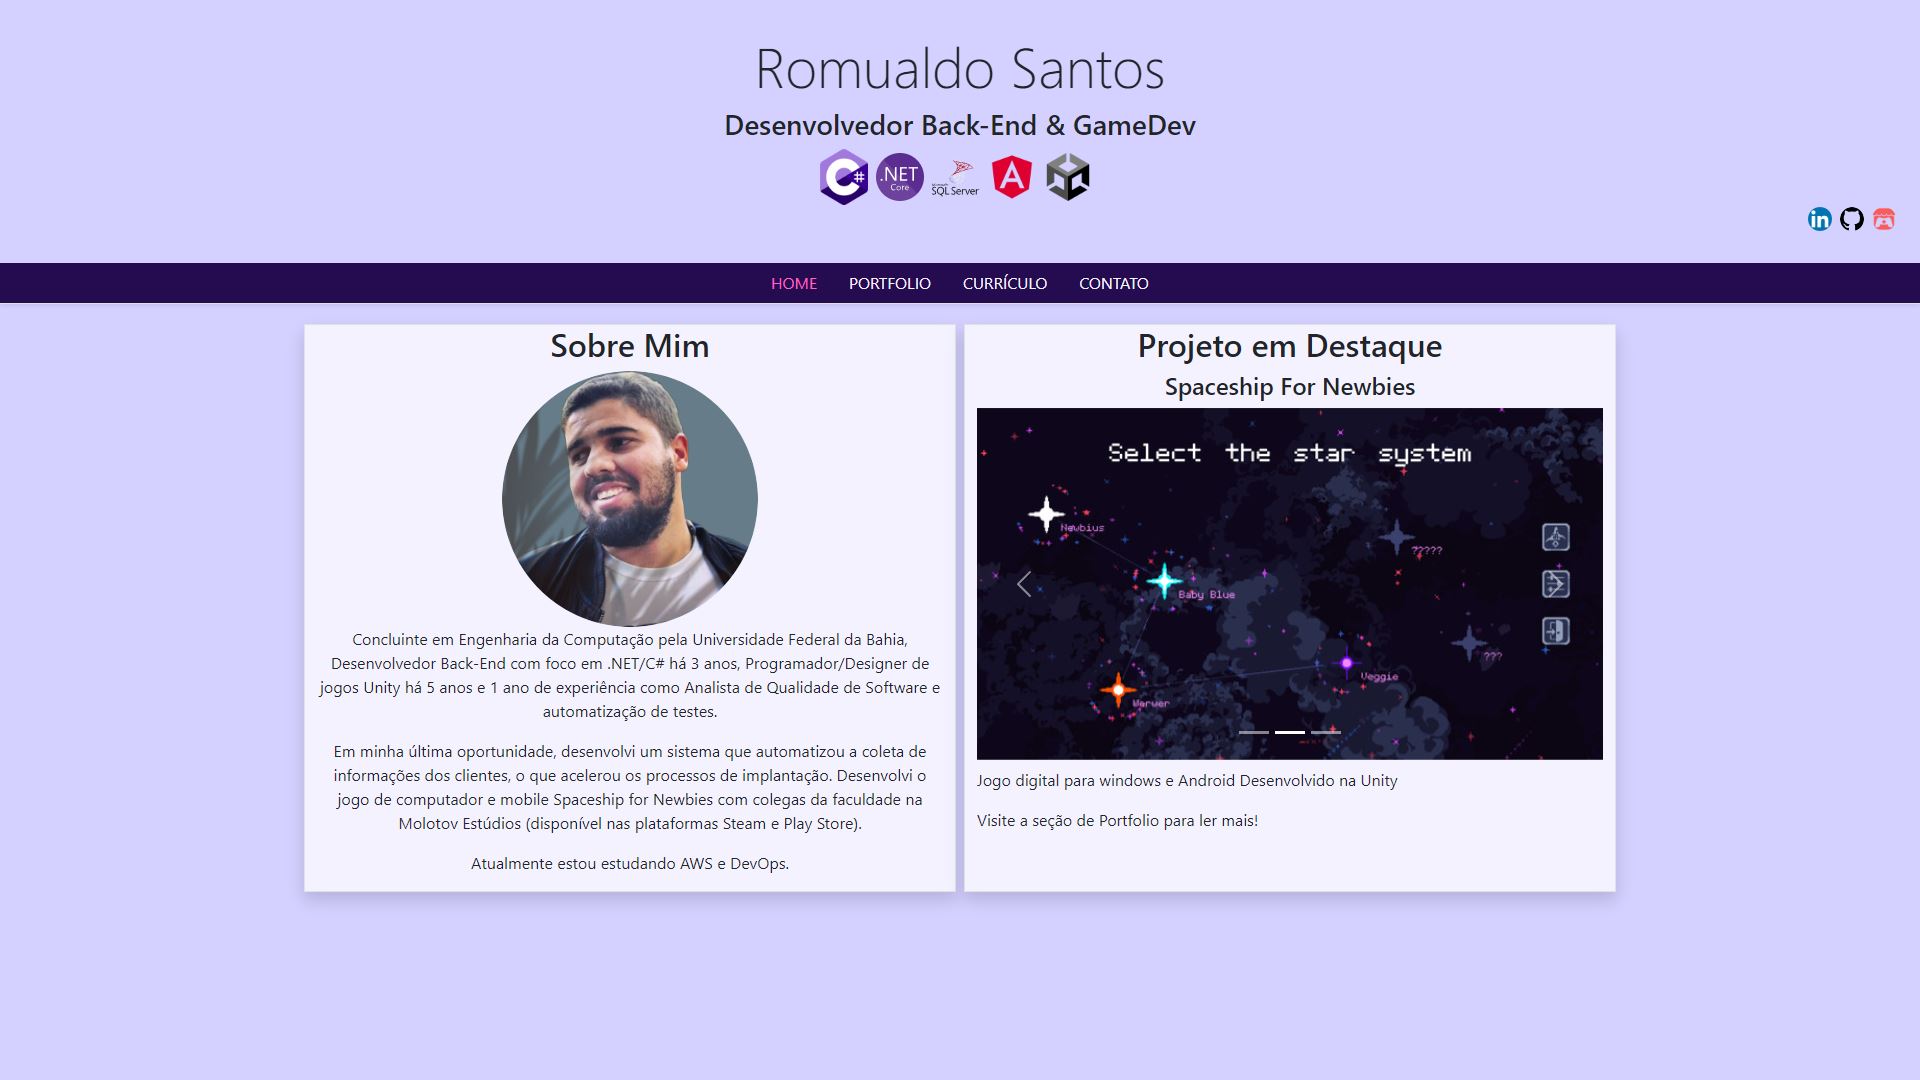 Romualdo Santos
Desenvolvedor Back-End & GameDev
C# .NET Core Microsoft SQL Server A
in
HOME PORTFOLIO CURRÍCULO CONTATO
Sobre Mim
Concluinte em Engenharia da Computação pela Universidade Federal da Bahia,
Desenvolvedor Back-End com foco em .NET/C# há 3 anos, Programador/Designer de
jogos Unity há 5 anos e 1 ano de experiência como Analista de Qualidade de Software e
automatização de testes.
Em minha última oportunidade, desenvolvi um sistema que automatizou a coleta de
informações dos clientes, o que acelerou os processos de implantação. Desenvolvi o
jogo de computador e mobile Spaceship for Newbies com colegas da faculdade na
Molotov Estúdios (disponível nas plataformas Steam e Play Store).
Atualmente estou estudando AWS e DevOps.
Projeto em Destaque
Spaceship For Newbies
Select the star system
Newbius
?????
Baby Blue
???
Veggie
Warwer
Jogo digital para windows e Android Desenvolvido na Unity
Visite a seção de Portfolio para ler mais!